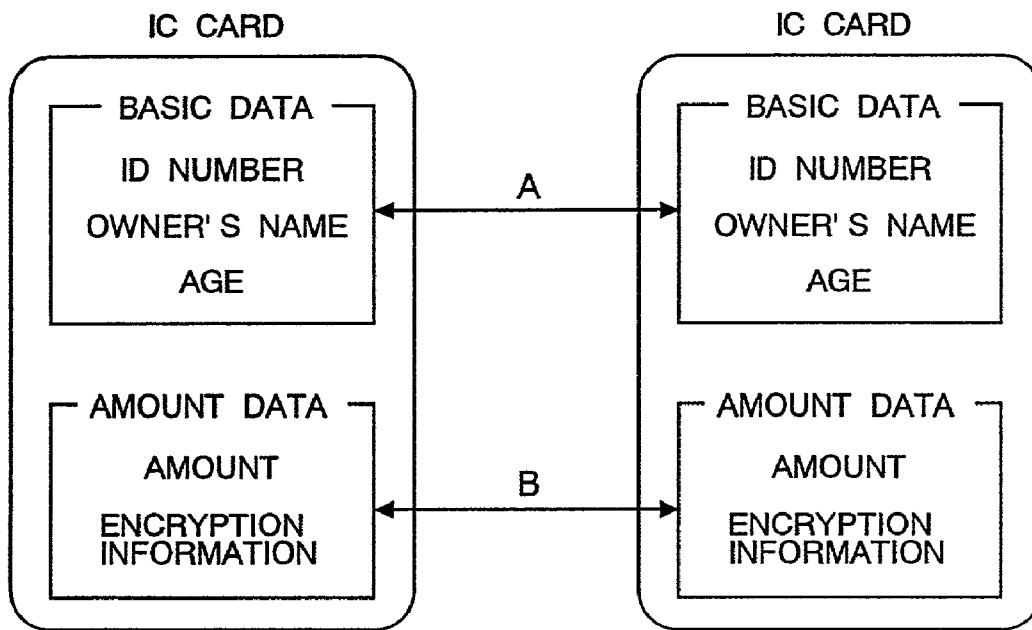 IC CARD
BASIC DATA
ID NUMBER
OWNER'S NAME
AGE
AMOUNT DATA
AMOUNT
ENCRYPTION
INFORMATION
A
B
IC CARD
BASIC DATA
ID NUMBER
OWNER'S NAME
AGE
AMOUNT DATA
AMOUNT
ENCRYPTION
INFORMATION